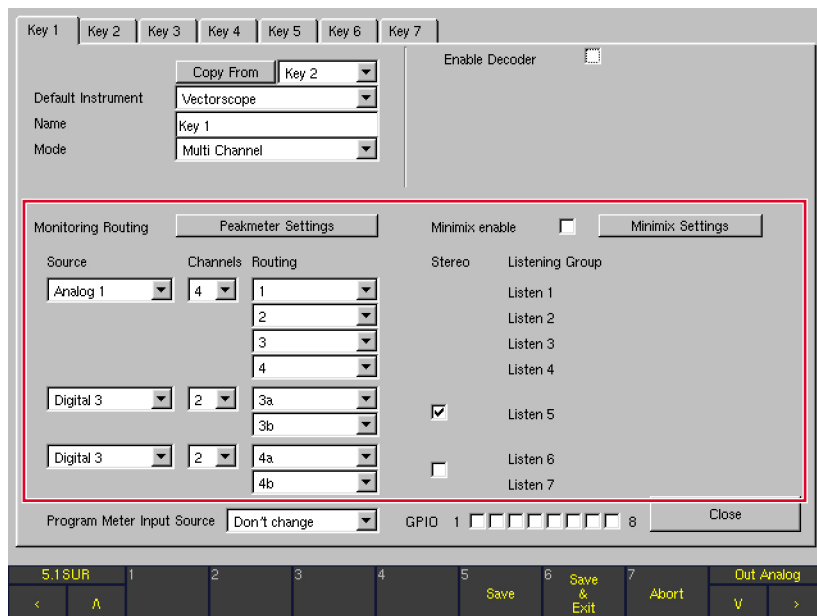 Key 1 Key 2 Key 3 Key 4 Key 5 Key 6 Key 7
Copy From Key 2 Enable Decoder
Default Instrument Vectorscope
Name Key 1
Mode Multi Channel
Monitoring Routing Peakmeter Settings Minimix enable Minimix Settings
Source Channels Routing Stereo Listening Group
Analog 1 4 1 Listen 1
2 Listen 2
3 Listen 3
4 Listen 4
Digital 3 2 3a
Listen 5
3b
Digital 3 2 4a Listen 6
4b Listen 7
Program Meter Input Source Don't change GPIO 1 8 Close
5.1SUR 1 2 3 4 5 Save 6 Save & Exit 7 Abort Out Analog
< Λ V >